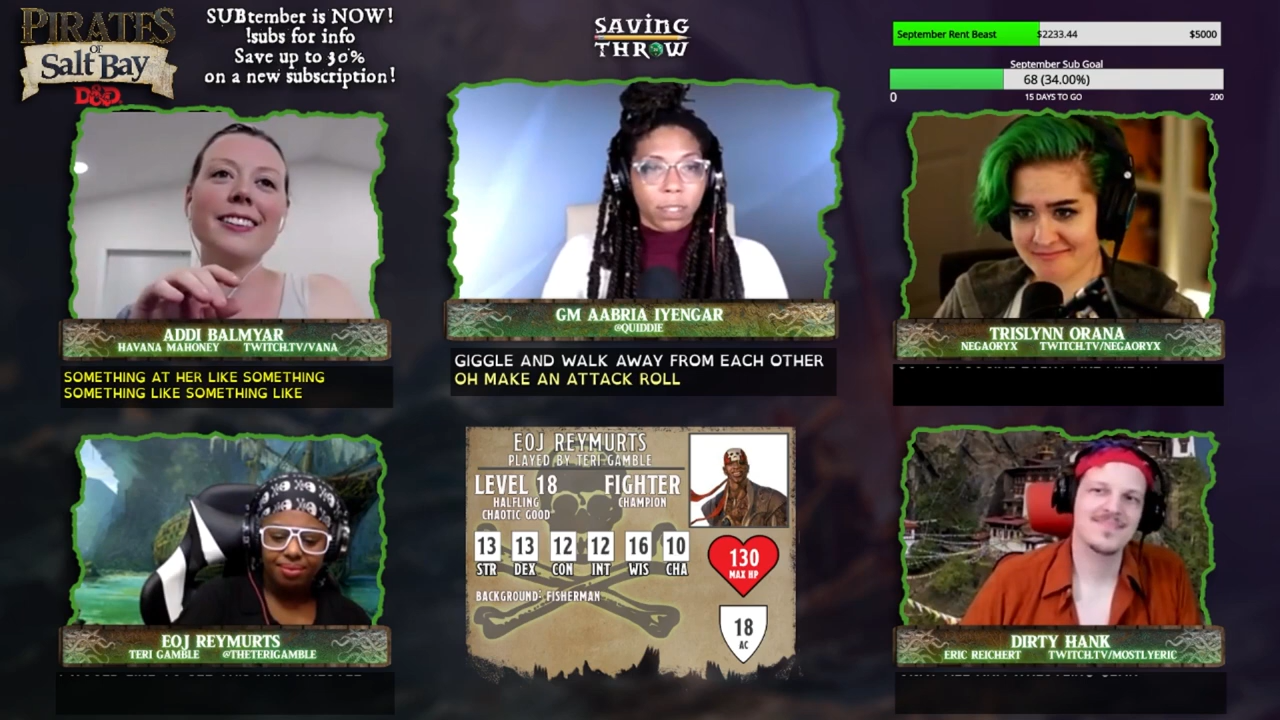 PIRATES
OF
Salt Bay
D&D
SUBtember is NOW!
!subs for info
Save up to 30%
on a new subscription!
SAVING
THROW
September Rent Beast $2233.44 $5000
September Sub Goal
68 (34.00%)
0 15 DAYS TO GO 200
ADDI BALMYAR
HAVANA MAHONEY TWITCH.TV/VANA
SOMETHING AT HER LIKE SOMETHING
SOMETHING LIKE SOMETHING LIKE
GM AABRIA IYENGAR
@QUIDDIE
GIGGLE AND WALK AWAY FROM EACH OTHER
OH MAKE AN ATTACK ROLL
TRISLYNN ORANA
NEGAORYX TWITCH.TV/NEGAORYX
EOJ REYMURTS
TERI GAMBLE @THETERIGAMBLE
EOJ REYMURTS
PLAYED BY TERI GAMBLE
LEVEL 18 FIGHTER
HALFLING CHAMPION
CHAOTIC GOOD
13 13 12 12 16 10
STR DEX CON INT WIS CHA
BACKGROUND: FISHERMAN
130
MAX HP
18
AC
DIRTY HANK
ERIC REICHERT TWITCH.TV/MOSTLYERIC